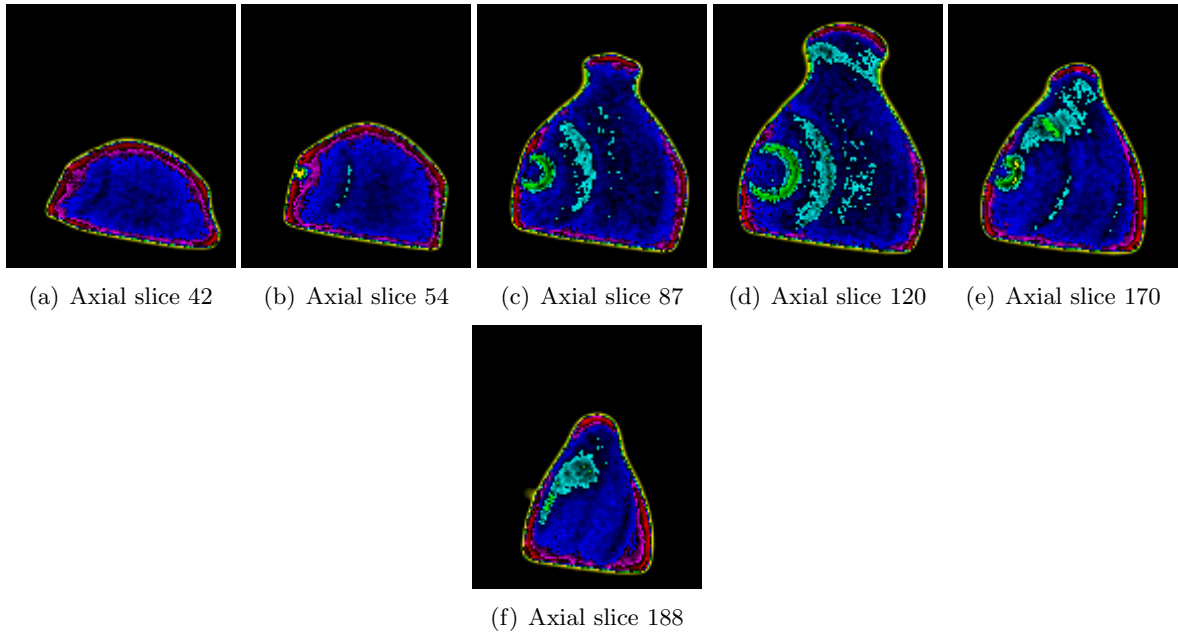 (a) Axial slice 42
(b) Axial slice 54
(c) Axial slice 87
(d) Axial slice 120
(e) Axial slice 170
(f) Axial slice 188